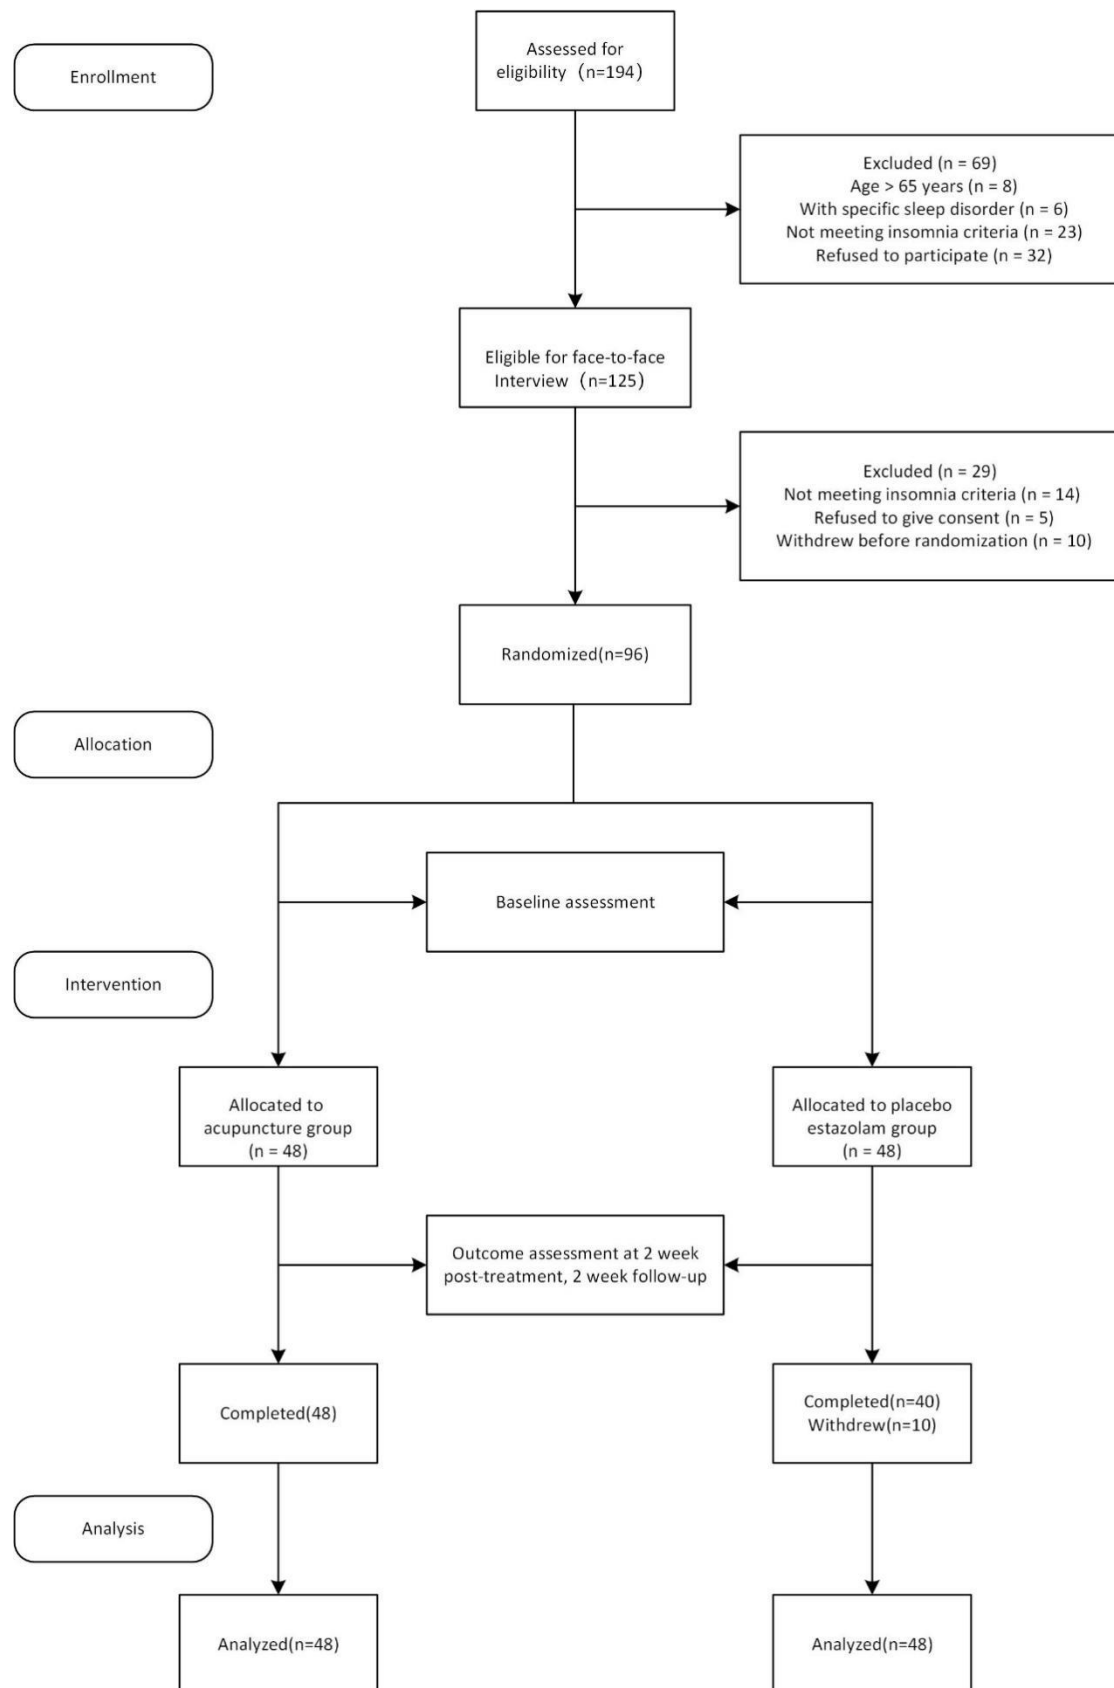 Enrollment
Assessed for
eligibility（n=194）
Excluded (n = 69)
Age > 65 years (n = 8)
With specific sleep disorder (n = 6)
Not meeting insomnia criteria (n = 23)
Refused to participate (n = 32)
Eligible for face-to-face
Interview（n=125）
Excluded (n = 29)
Not meeting insomnia criteria (n = 14)
Refused to give consent (n = 5)
Withdrew before randomization (n = 10)
Randomized(n=96)
Allocation
Baseline assessment
Intervention
Allocated to
acupuncture group
(n = 48)
Allocated to placebo
estazolam group
(n = 48)
Outcome assessment at 2 week
post-treatment, 2 week follow-up
Completed(48)
Completed(n=40)
Withdrew(n=10)
Analysis
Analyzed(n=48)
Analyzed(n=48)